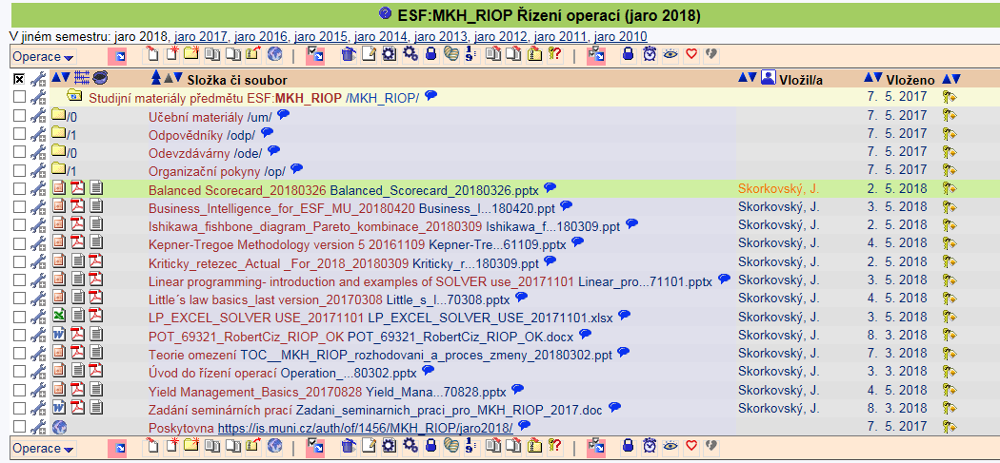 ESF:MKH_RIOP Řízení operací (jaro 2018)
V jiném semestru: jaro 2018, jaro 2017, jaro 2016, jaro 2015, jaro 2014, jaro 2013, jaro 2012, jaro 2011, jaro 2010
Operace
Složka či soubor Vložil/a Vloženo
Studijní materiály předmětu ESF:MKH_RIOP /MKH_RIOP/ 7. 5. 2017
/0 Učební materiály /um/ 7. 5. 2017
/1 Odpovědníky /odp/ 7. 5. 2017
/0 Odevzdávárny /ode/ 7. 5. 2017
/1 Organizační pokyny /op/ 7. 5. 2017
Balanced Scorecard_20180326 Balanced_Scorecard_20180326.pptx Skorkovský, J. 2. 5. 2018
Business_Intelligence_for_ESF_MU_20180420 Business_I...180420.ppt Skorkovský, J. 3. 5. 2018
Ishikawa_fishbone_diagram_Pareto_kombinace_20180309 Ishikawa_f...180309.ppt Skorkovský, J. 2. 5. 2018
Kepner-Tregoe Methodology version 5 20161109 Kepner-Tre...61109.pptx Skorkovský, J. 4. 5. 2018
Kriticky_retezec_Actual _For_2018_20180309 Kriticky_r...180309.ppt Skorkovský, J. 2. 5. 2018
Linear programming- introduction and examples of SOLVER use_20171101 Linear_pro...71101.pptx Skorkovský, J. 3. 5. 2018
Little´s law basics_last version_20170308 Little_s_l...70308.pptx Skorkovský, J. 4. 5. 2018
LP_EXCEL_SOLVER USE_20171101 LP_EXCEL_SOLVER_USE_20171101.xlsx Skorkovský, J. 3. 5. 2018
POT_69321_RobertCiz_RIOP_OK POT_69321_RobertCiz_RIOP_OK.docx Skorkovský, J. 8. 3. 2018
Teorie omezení TOC__MKH_RIOP_rozhodovani_a_proces_zmeny_20180302.ppt Skorkovský, J. 7. 3. 2018
Úvod do řízení operací Operation_...80302.pptx Skorkovský, J. 3. 3. 2018
Yield Management_Basics_20170828 Yield_Mana...70828.pptx Skorkovský, J. 4. 5. 2018
Zadání seminárních prací Zadani_seminarnich_praci_pro_MKH_RIOP_2017.doc Skorkovský, J. 8. 3. 2018
Poskytovna https://is.muni.cz/auth/of/1456/MKH_RIOP/jaro2018/ 7. 5. 2017
Operace